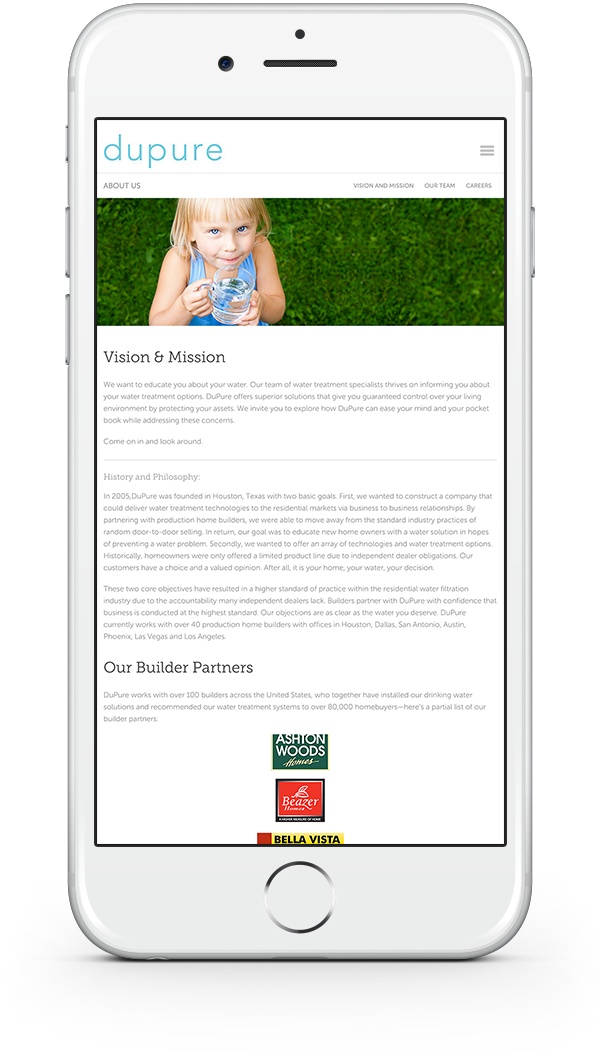 dupure
ABOUT US VISION AND MISSION OUR TEAM CAREERS
Vision & Mission
We want to educate you about your water. Our team of water treatment specialists thrives on informing you about
your water treatment options. DuPure offers superior solutions that give you guaranteed control over your living
environment by protecting your assets. We invite you to explore how DuPure can ease your mind and your pocket
book while addressing these concerns.
Come on in and look around.
History and Philosophy:
In 2005,DuPure was founded in Houston, Texas with two basic goals. First, we wanted to construct a company that
could deliver water treatment technologies to the residential markets via business to business relationships. By
partnering with production home builders, we were able to move away from the standard industry practices of
random door-to-door selling. In return, our goal was to educate new home owners with a water solution in hopes
of preventing a water problem. Secondly, we wanted to offer an array of technologies and water treatment options.
Historically, homeowners were only offered a limited product line due to independent dealer obligations. Our
customers have a choice and a valued opinion. After all, it is your home, your water, your decision.
These two core objectives have resulted in a higher standard of practice within the residential water filtration
industry due to the accountability many independent dealers lack. Builders partner with DuPure with confidence that
business is conducted at the highest standard. Our objections are as clear as the water you deserve. DuPure
currently works with over 40 production home builders with offices in Houston, Dallas, San Antonio, Austin,
Phoenix, Las Vegas and Los Angeles.
Our Builder Partners
DuPure works with over 100 builders across the United States, who together have installed our drinking water
solutions and recommended our water treatment systems to over 80,000 homebuyers—here's a partial list of our
builder partners:
ASHTON
WOODS
Homes
Beazer
Homes
A HIGHER MEASURE OF HOME
BELLA VISTA